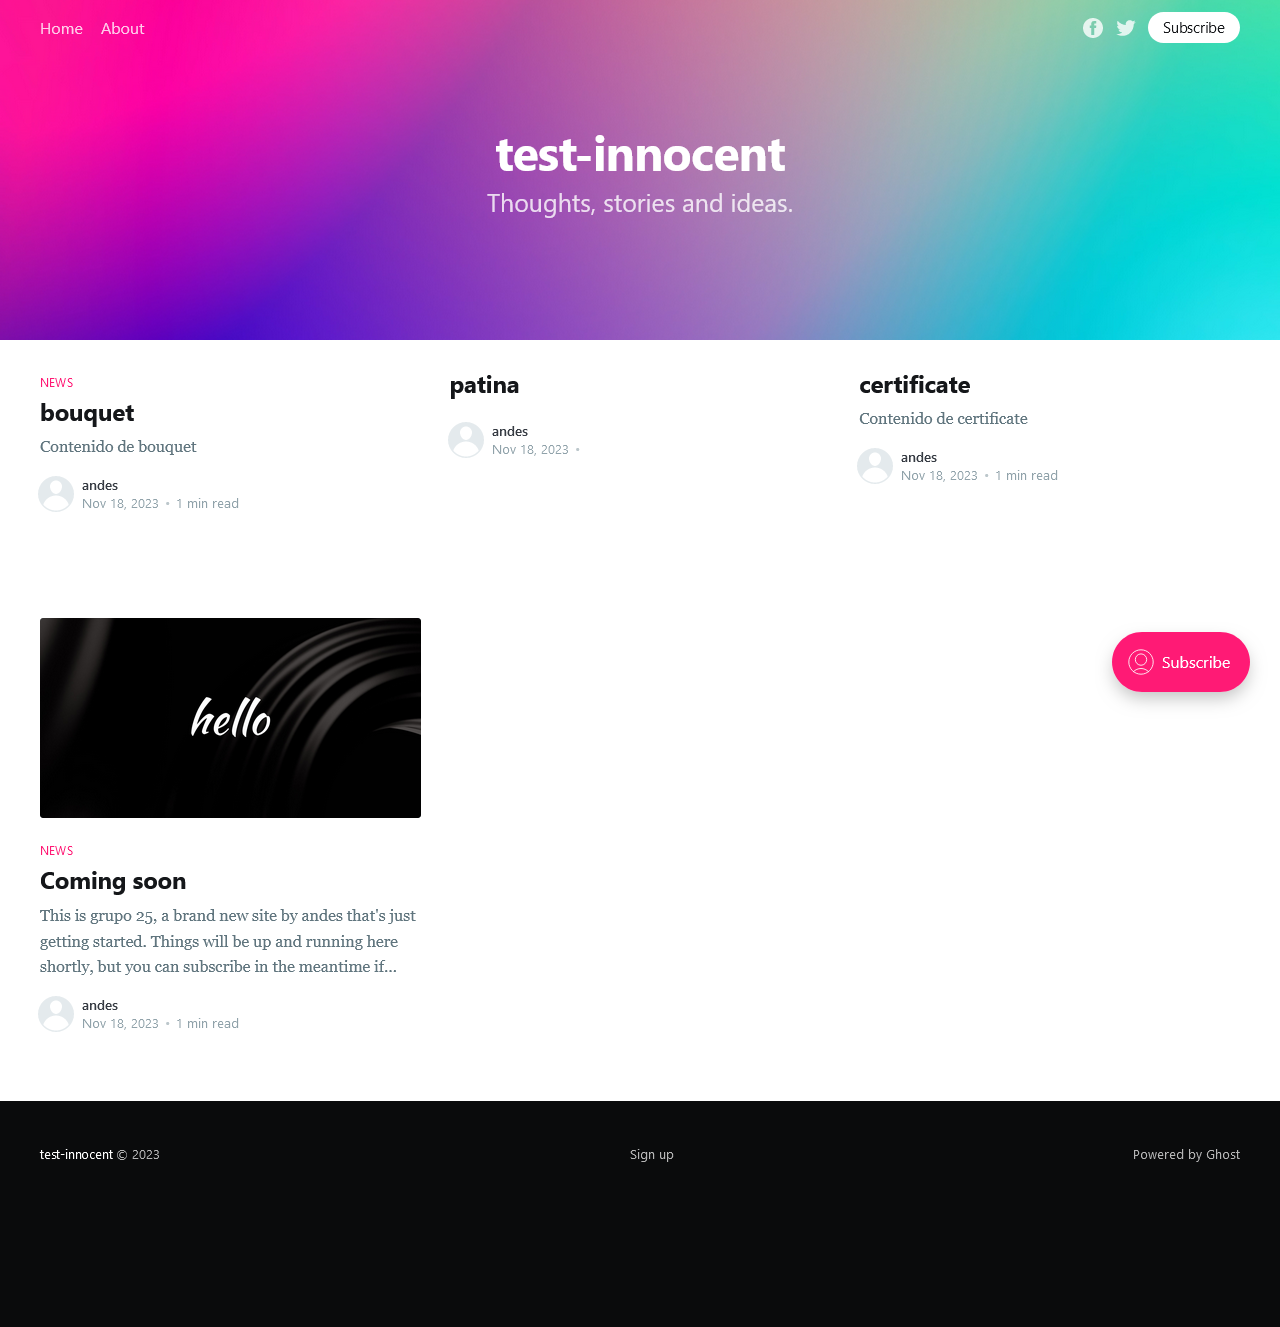 Home About
Subscribe
test-innocent
Thoughts, stories and ideas.
NEWS
bouquet
Contenido de bouquet
andes
Nov 18, 2023 • 1 min read
patina
andes
Nov 18, 2023 •
certificate
Contenido de certificate
andes
Nov 18, 2023 • 1 min read
hello
NEWS
Coming soon
This is grupo 25, a brand new site by andes that's just
getting started. Things will be up and running here
shortly, but you can subscribe in the meantime if...
andes
Nov 18, 2023 • 1 min read
Subscribe
test-innocent © 2023
Sign up
Powered by Ghost